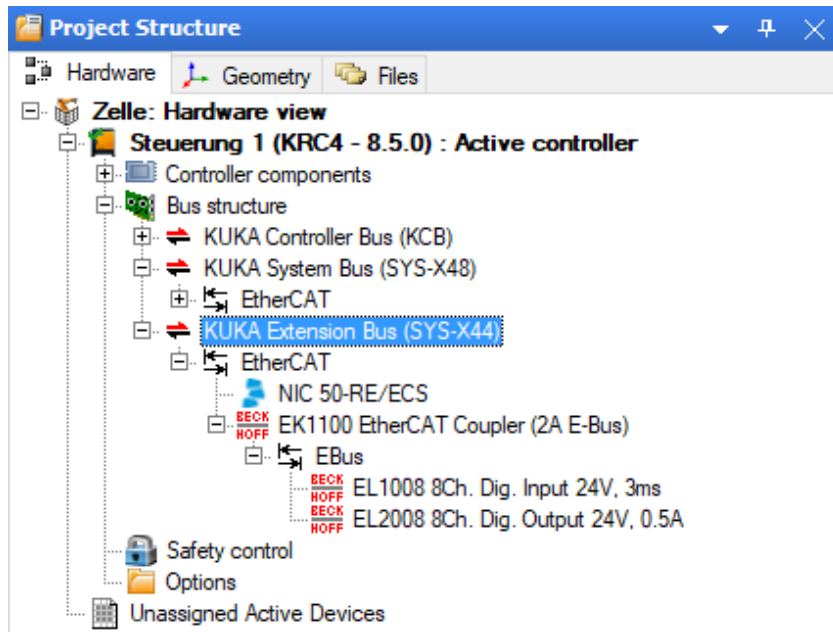 Project Structure
Hardware Geometry Files
Zelle: Hardware view
Steuerung 1 (KRC4 - 8.5.0) : Active controller
Controller components
Bus structure
KUKA Controller Bus (KCB)
KUKA System Bus (SYS-X48)
EtherCAT
KUKA Extension Bus (SYS-X44)
EtherCAT
NIC 50-RE/ECS
BECK HOFF EK1100 EtherCAT Coupler (2A E-Bus)
EBus
BECK HOFF EL1008 8Ch. Dig. Input 24V, 3ms
BECK HOFF EL2008 8Ch. Dig. Output 24V, 0.5A
Safety control
Options
Unassigned Active Devices